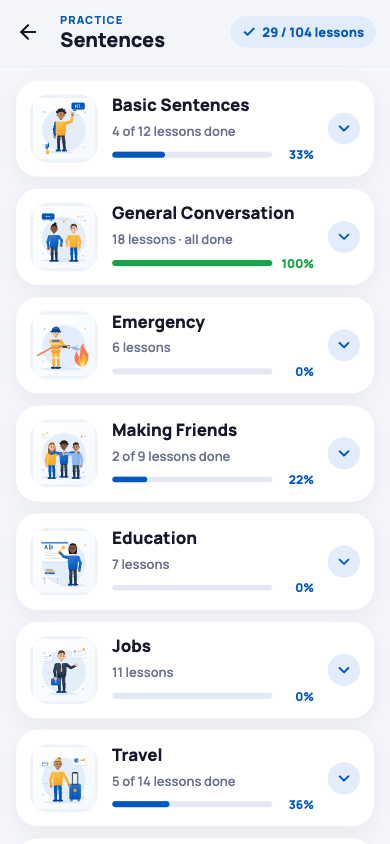 PRACTICE
Sentences
29 / 104 lessons
Basic Sentences
4 of 12 lessons done
33%
General Conversation
18 lessons · all done
100%
Emergency
6 lessons
0%
Making Friends
2 of 9 lessons done
22%
Education
7 lessons
0%
Jobs
11 lessons
0%
Travel
5 of 14 lessons done
36%